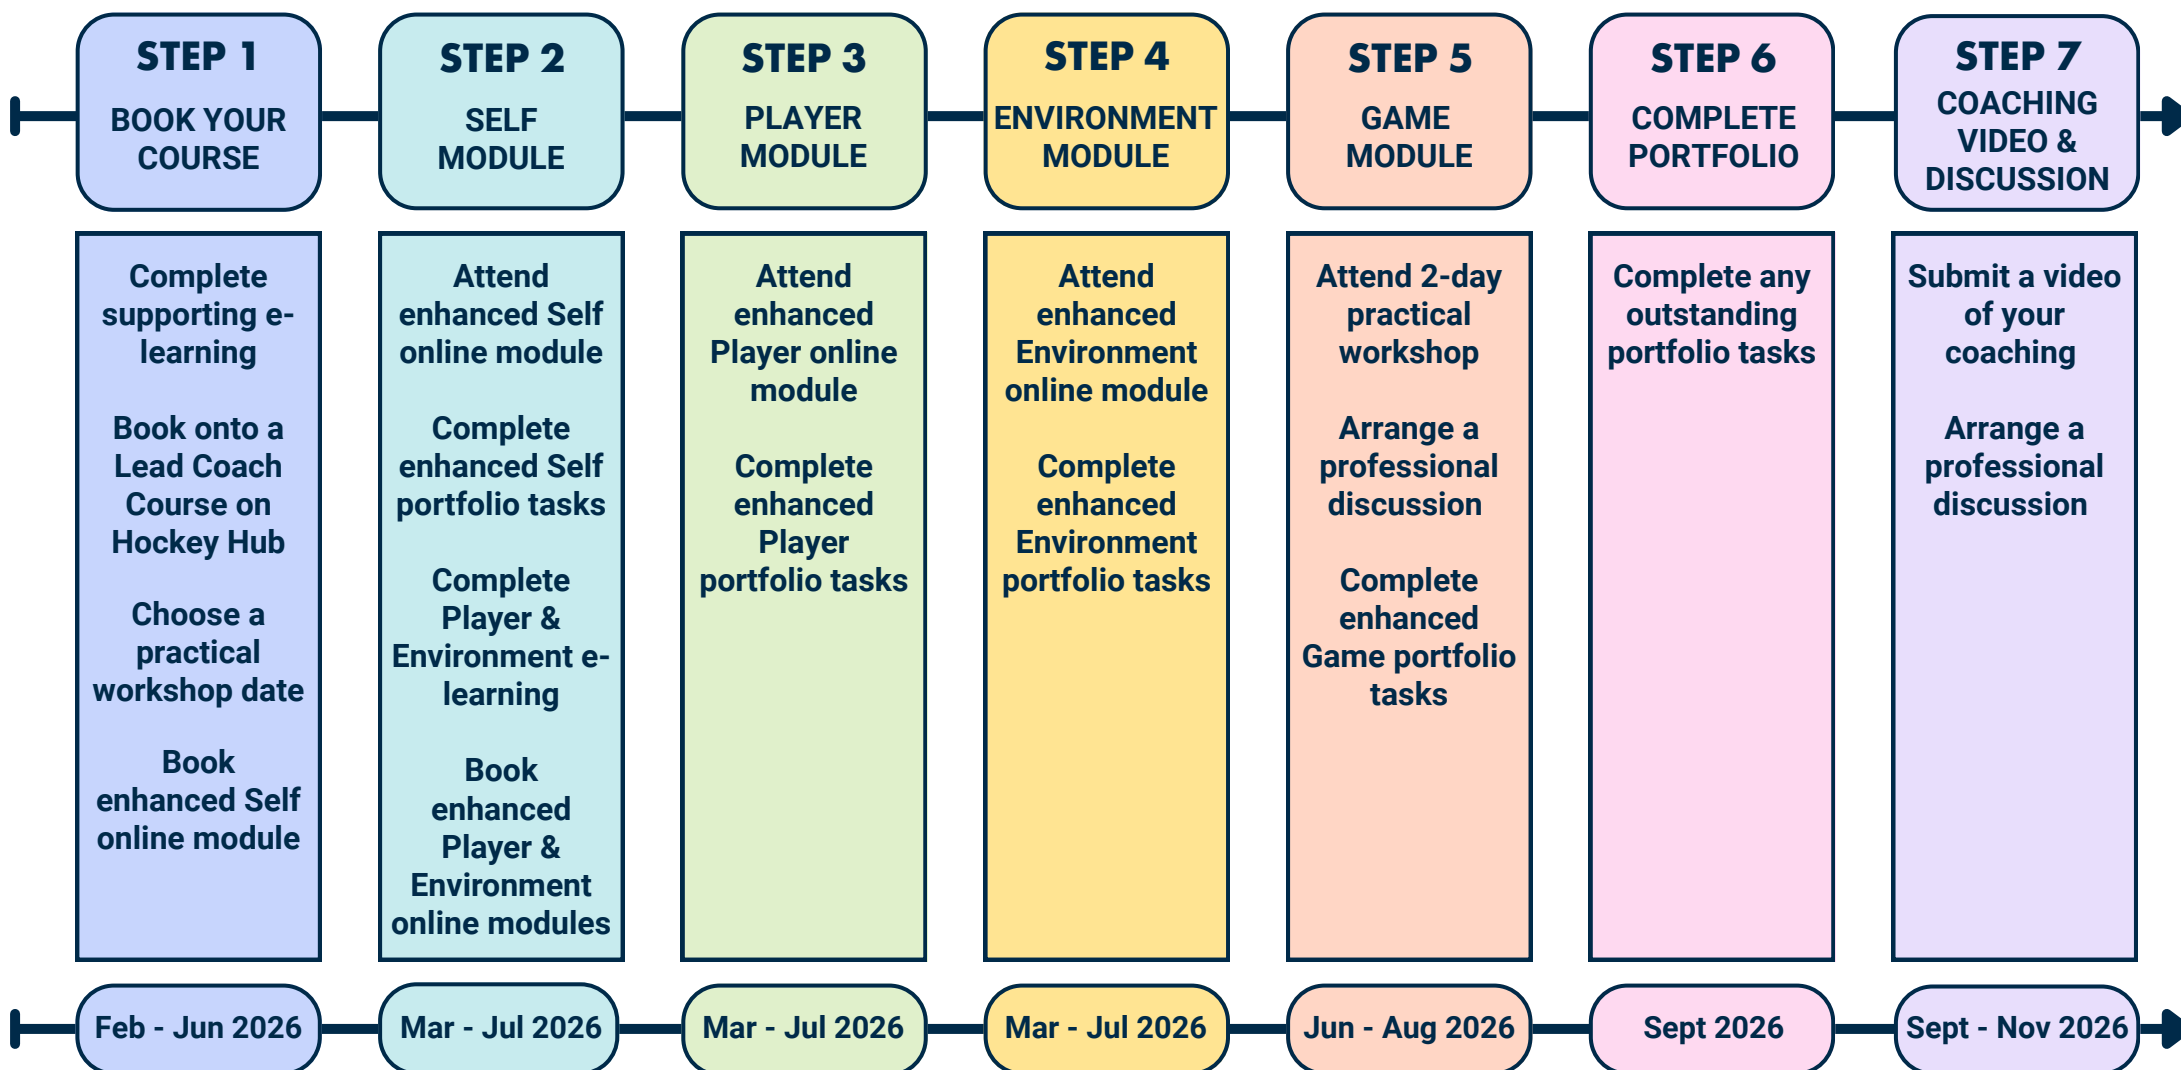 STEP 1
BOOK YOUR
COURSE
STEP 2
SELF
MODULE
STEP 3
PLAYER
MODULE
STEP 4
ENVIRONMENT
MODULE
STEP 5
GAME
MODULE
STEP 6
COMPLETE
PORTFOLIO
STEP 7
COACHING
VIDEO &
DISCUSSION
Complete
supporting e-
learning
Book onto a
Lead Coach
Course on
Hockey Hub
Choose a
practical
workshop date
Book
enhanced Self
online module
Attend
enhanced Self
online module
Complete
enhanced Self
portfolio tasks
Complete
Player &
Environment e-
learning
Book
enhanced
Player &
Environment
online modules
Attend
enhanced
Player online
module
Complete
enhanced
Player
portfolio tasks
Attend
enhanced
Environment
online module
Complete
enhanced
Environment
portfolio tasks
Attend 2-day
practical
workshop
Arrange a
professional
discussion
Complete
enhanced
Game portfolio
tasks
Complete any
outstanding
portfolio tasks
Submit a video
of your
coaching
Arrange a
professional
discussion
Feb - Jun 2026
Mar - Jul 2026
Mar - Jul 2026
Mar - Jul 2026
Jun - Aug 2026
Sept 2026
Sept - Nov 2026